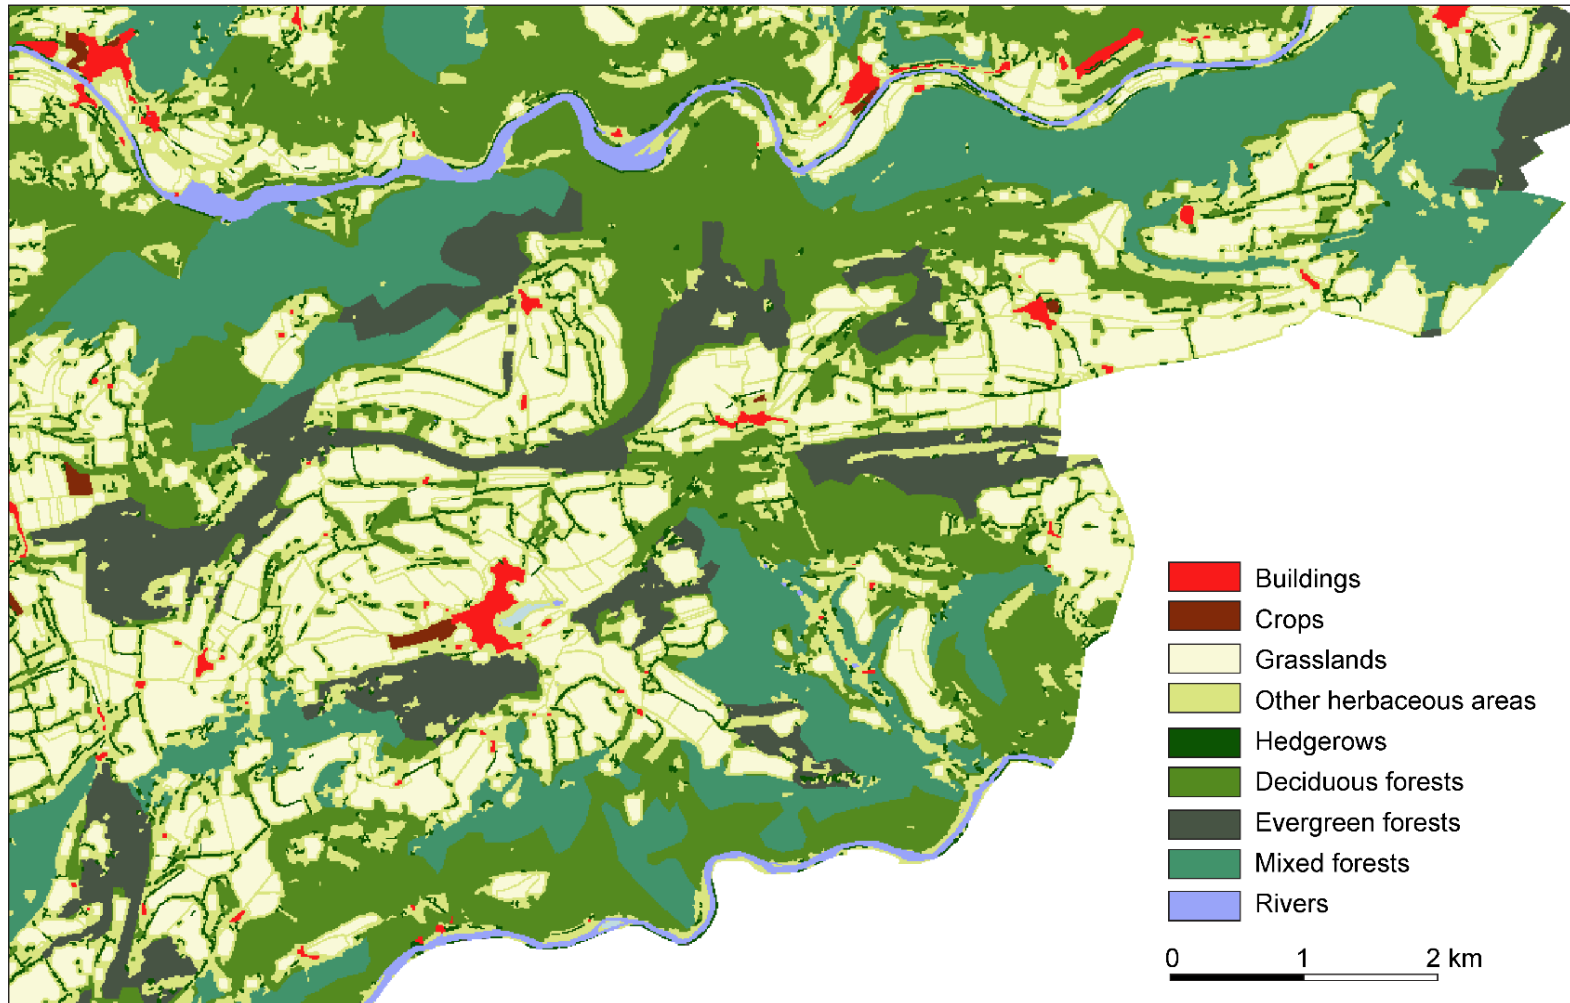 Buildings
Crops
Grasslands
Other herbaceous areas
Hedgerows
Deciduous forests
Evergreen forests
Mixed forests
Rivers
0 1 2 km